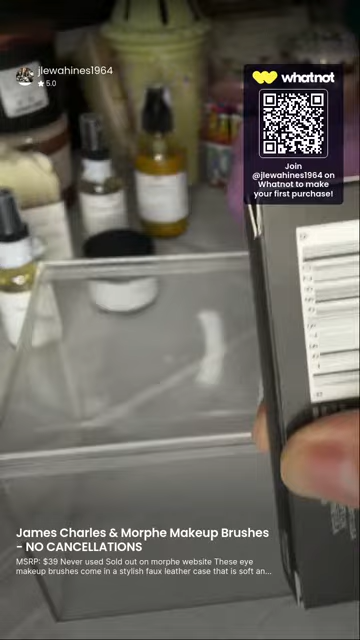 jlewahines1964
5.0
whatnot
Join
@jlewahines1964 on
Whatnot to make
your first purchase!
James Charles & Morphe Makeup Brushes
- NO CANCELLATIONS
MSRP: $39 Never used Sold out on morphe website These eye
makeup brushes come in a stylish faux leather case that is soft an...